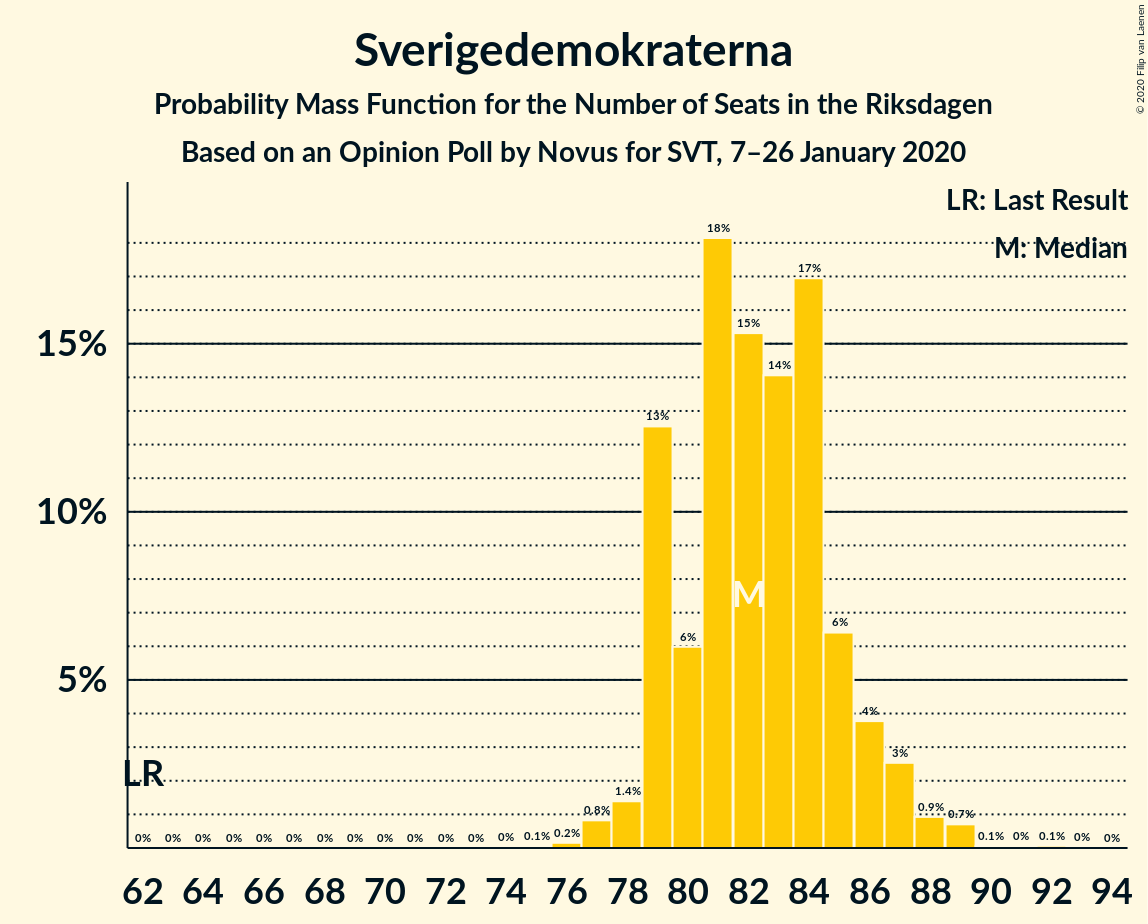 Sverigedemokraterna
Probability Mass Function for the Number of Seats in the Riksdagen
Based on an Opinion Poll by Novus for SVT, 7–26 January 2020
© 2020 Filip van Laenen
LR: Last Result
M: Median
15%
10%
5%
LR
M
0% 0% 0% 0% 0% 0% 0% 0% 0% 0% 0% 0% 0% 0.1% 0.2% 0.8% 1.4% 13% 6% 18% 15% 14% 17% 6% 4% 3% 0.9% 0.7% 0.1% 0% 0.1% 0% 0%
62 64 66 68 70 72 74 76 78 80 82 84 86 88 90 92 94